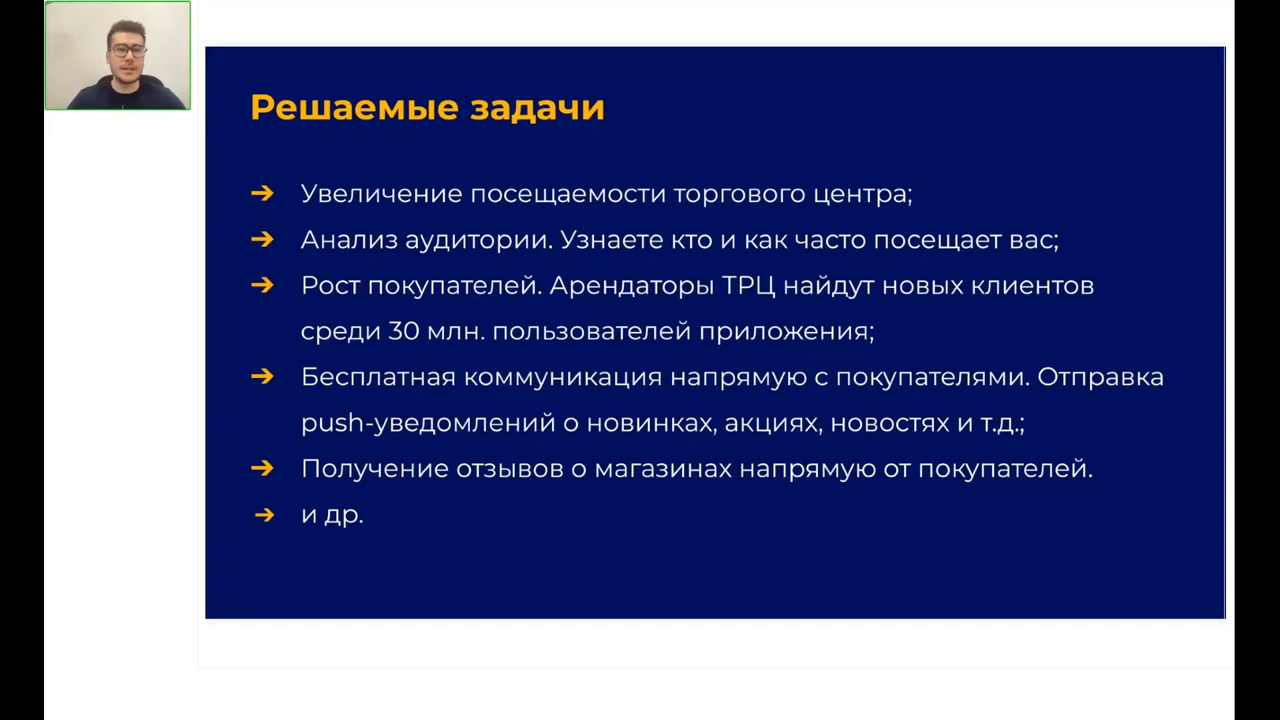 Решаемые задачи
➔ Увеличение посещаемости торгового центра;
➔ Анализ аудитории. Узнаете кто и как часто посещает вас;
➔ Рост покупателей. Арендаторы ТРЦ найдут новых клиентов
среди 30 млн. пользователей приложения;
➔ Бесплатная коммуникация напрямую с покупателями. Отправка
push-уведомлений о новинках, акциях, новостях и т.д.;
➔ Получение отзывов о магазинах напрямую от покупателей.
➔ и др.